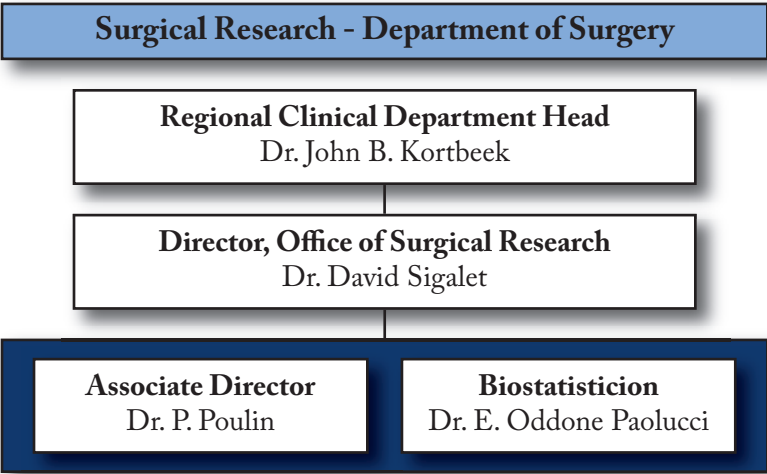 Surgical Research - Department of Surgery
Regional Clinical Department Head
Dr. John B. Kortbeek
Director, Office of Surgical Research
Dr. David Sigalet
Associate Director
Dr. P. Poulin
Biostatisticion
Dr. E. Oddone Paolucci